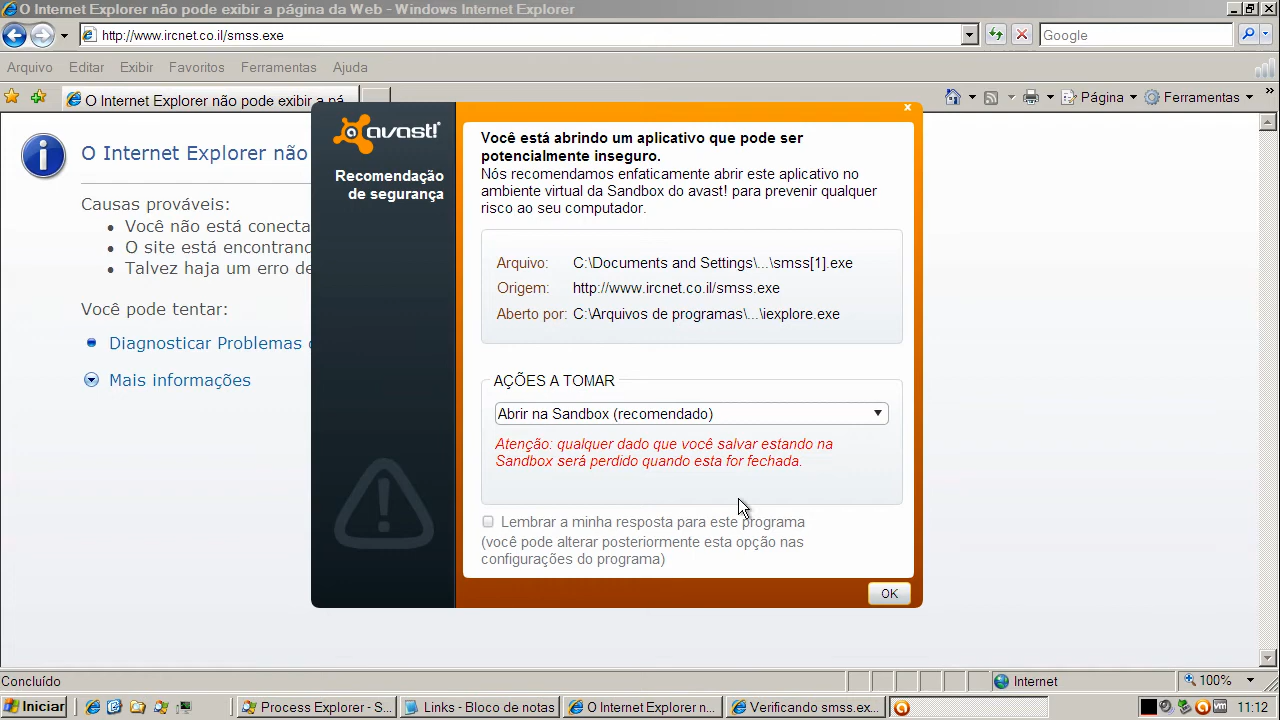 O Internet Explorer não pode exibir a página da Web - Windows Internet Explorer
http://www.ircnet.co.il/smss.exe
Google
Arquivo Editar Exibir Favoritos Ferramentas Ajuda
O Internet Explorer não pode exibir a pá...
Página Ferramentas
O Internet Explorer não
Causas prováveis:
Você não está conecta
O site está encontrand
Talvez haja um erro de
Você pode tentar:
Diagnosticar Problemas
Mais informações
avast!
Recomendação
de segurança
Você está abrindo um aplicativo que pode ser
potencialmente inseguro.
Nós recomendamos enfaticamente abrir este aplicativo no
ambiente virtual da Sandbox do avast! para prevenir qualquer
risco ao seu computador.
Arquivo: C:\Documents and Settings\...\smss[1].exe
Origem: http://www.ircnet.co.il/smss.exe
Aberto por: C:\Arquivos de programas\...\iexplore.exe
AÇÕES A TOMAR
Abrir na Sandbox (recomendado)
Atenção: qualquer dado que você salvar estando na
Sandbox será perdido quando esta for fechada.
Lembrar a minha resposta para este programa
(você pode alterar posteriormente esta opção nas
configurações do programa)
OK
Concluído
Internet
100%
Iniciar
Process Explorer - S...
Links - Bloco de notas
O Internet Explorer n...
Verificando smss.ex...
11:12